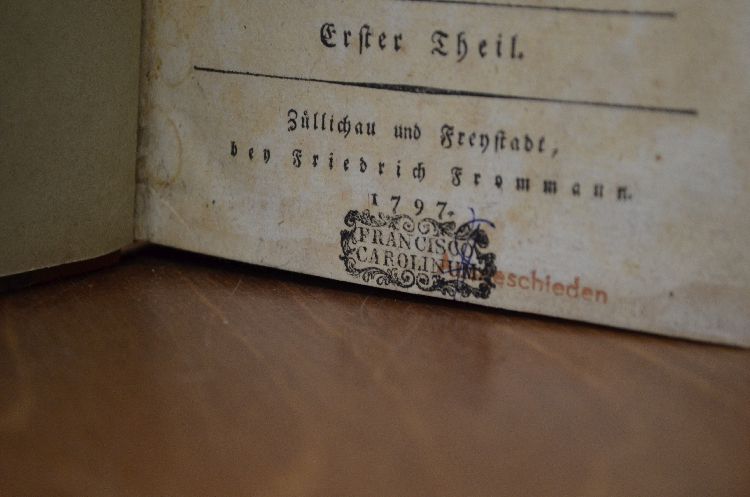 Erster Theil.
Züllichau und Freystadt,
bey Friedrich Frommann.
1797.
FRANCISCO
CAROLINUM
Ausgeschieden